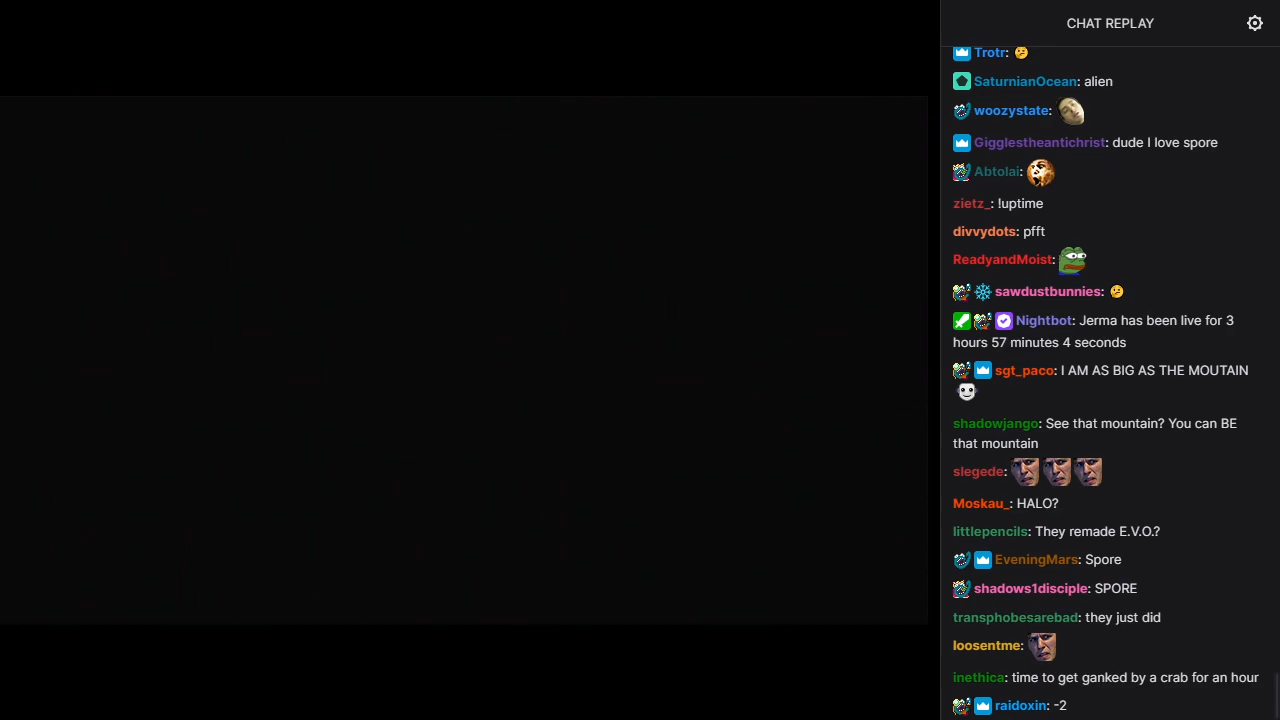 CHAT REPLAY
Trotr:
SaturnianOcean: alien
woozystate:
Gigglestheantichrist: dude I love spore
Abtolai:
zietz_: !uptime
divvydots: pfft
ReadyandMoist:
sawdustbunnies:
Nightbot: Jerma has been live for 3
hours 57 minutes 4 seconds
sgt_paco: I AM AS BIG AS THE MOUTAIN
shadowjango: See that mountain? You can BE
that mountain
slegede:
Moskau_: HALO?
littlepencils: They remade E.V.O.?
EveningMars: Spore
shadows1disciple: SPORE
transphobesarebad: they just did
loosentme:
inethica: time to get ganked by a crab for an hour
raidoxin: -2